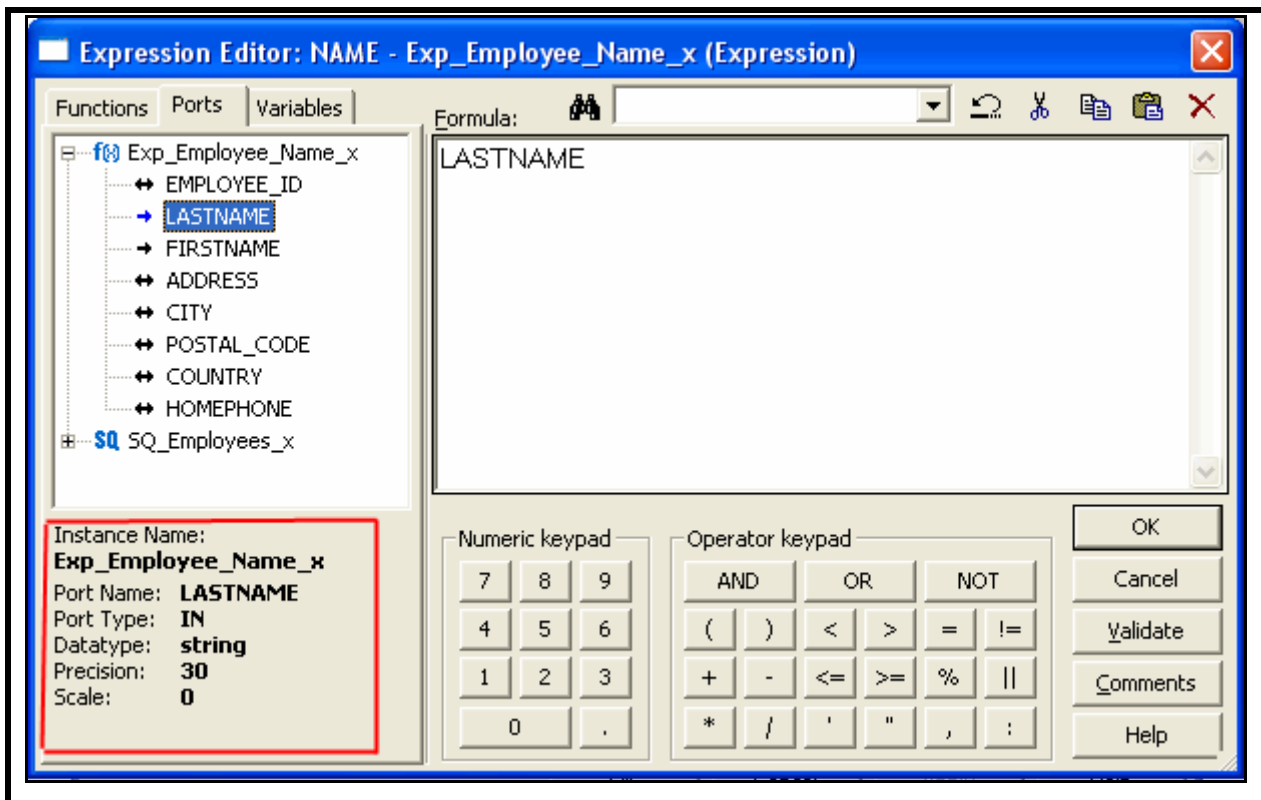 Expression Editor: NAME - Exp_Employee_Name_x (Expression)
Functions Ports Variables
Formula:
LASTNAME
Exp_Employee_Name_x
EMPLOYEE_ID
LASTNAME
FIRSTNAME
ADDRESS
CITY
POSTAL_CODE
COUNTRY
HOMEPHONE
SQ SQ_Employees_x
Instance Name:
Exp_Employee_Name_x
Port Name: LASTNAME
Port Type: IN
Datatype: string
Precision: 30
Scale: 0
Numeric keypad
7 8 9
4 5 6
1 2 3
0 .
Operator keypad
AND OR NOT
( ) < > = !=
+ - <= >= % ||
* / ' " , :
OK
Cancel
Validate
Comments
Help